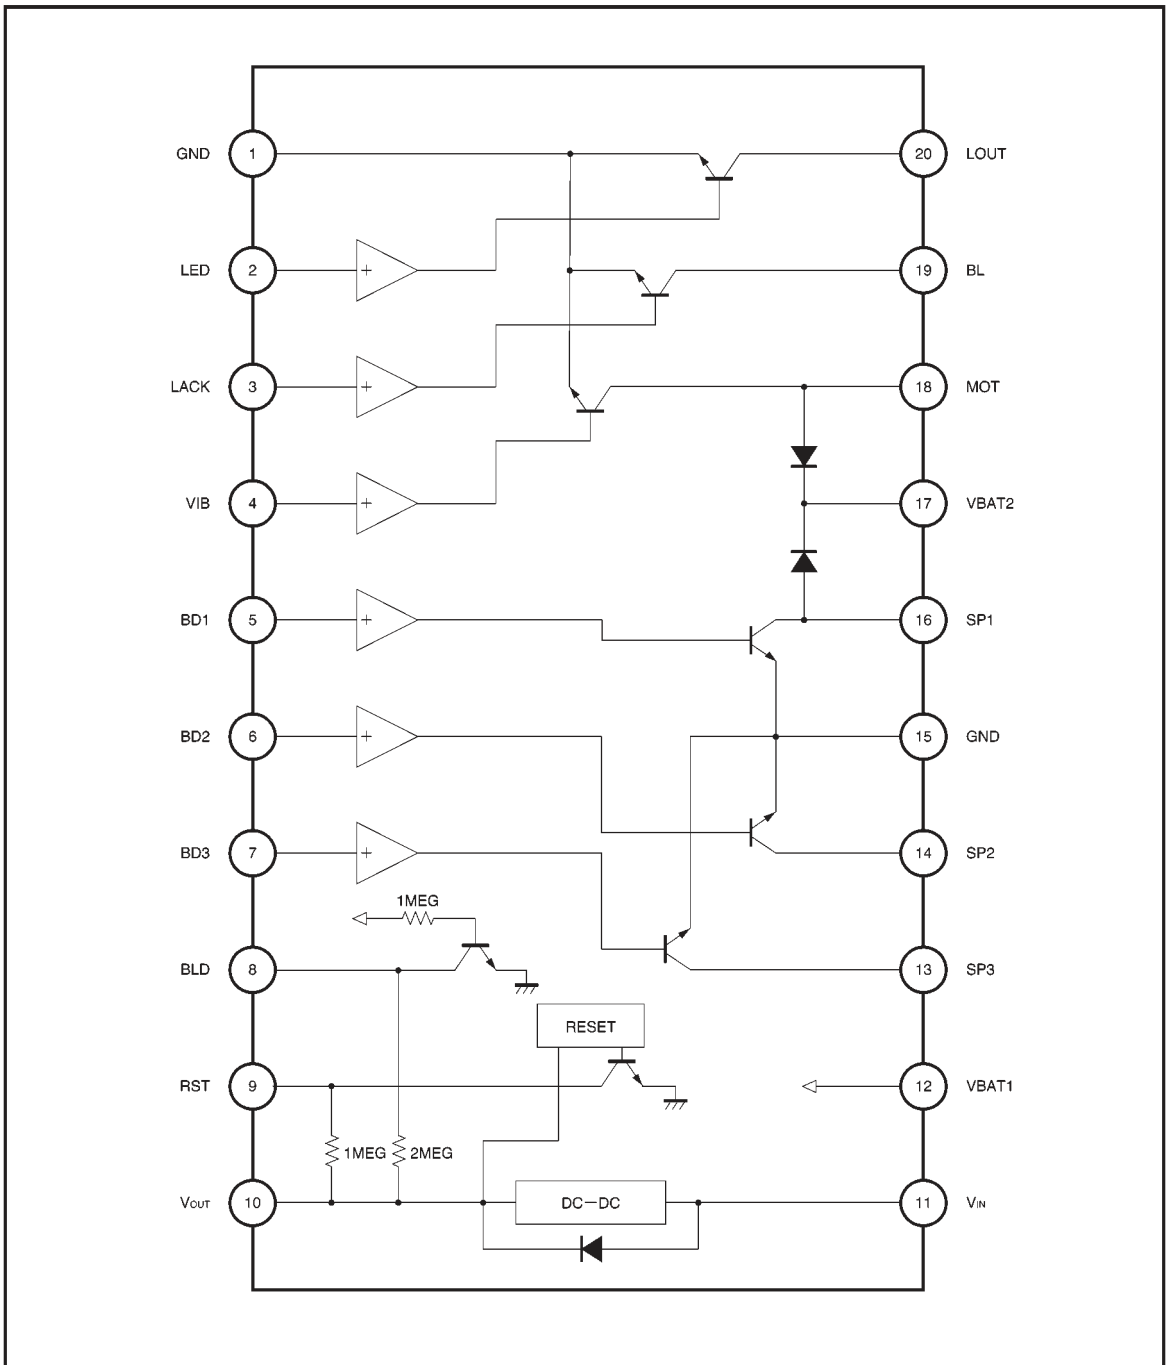 GND 1 20 LOUT
LED 2 + 19 BL
LACK 3 + 18 MOT
VIB 4 + 17 VBAT2
BD1 5 + 16 SP1
BD2 6 + 15 GND
BD3 7 + 14 SP2
1MEG
BLD 8 13 SP3
RESET
RST 9 12 VBAT1
1MEG 2MEG
VOUT 10 DC-DC 11 VIN